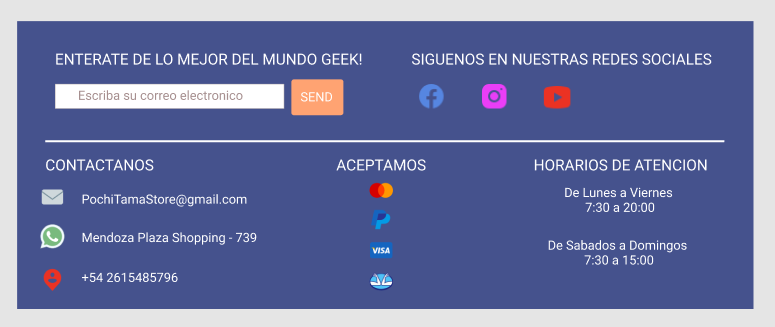 ENTERATE DE LO MEJOR DEL MUNDO GEEK!
Escriba su correo electronico
SEND
SIGUENOS EN NUESTRAS REDES SOCIALES
CONTACTANOS
PochiTamaStore@gmail.com
Mendoza Plaza Shopping - 739
+54 2615485796
ACEPTAMOS
VISA
HORARIOS DE ATENCION
De Lunes a Viernes
7:30 a 20:00
De Sabados a Domingos
7:30 a 15:00